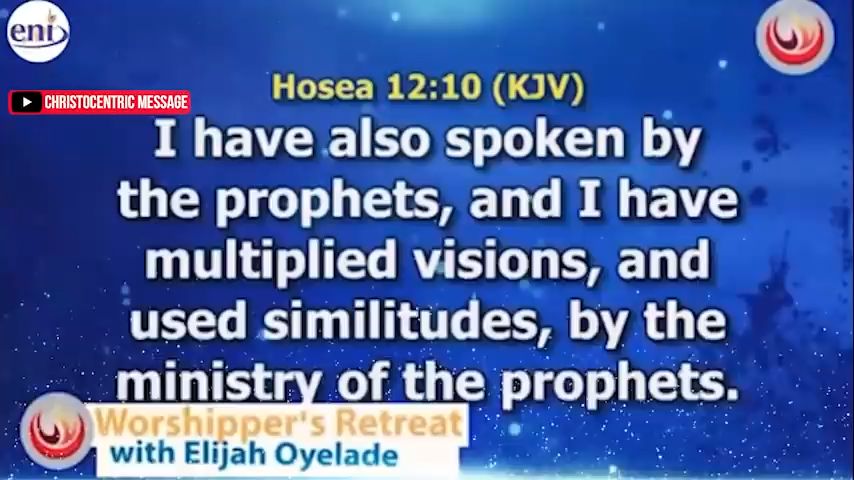 eni
Hosea 12:10 (KJV)
CHRISTOCENTRIC MESSAGE
I have also spoken by
the prophets, and I have
multiplied visions, and
used similitudes, by the
ministry of the prophets.
Worshipper's Retreat
with Elijah Oyelade